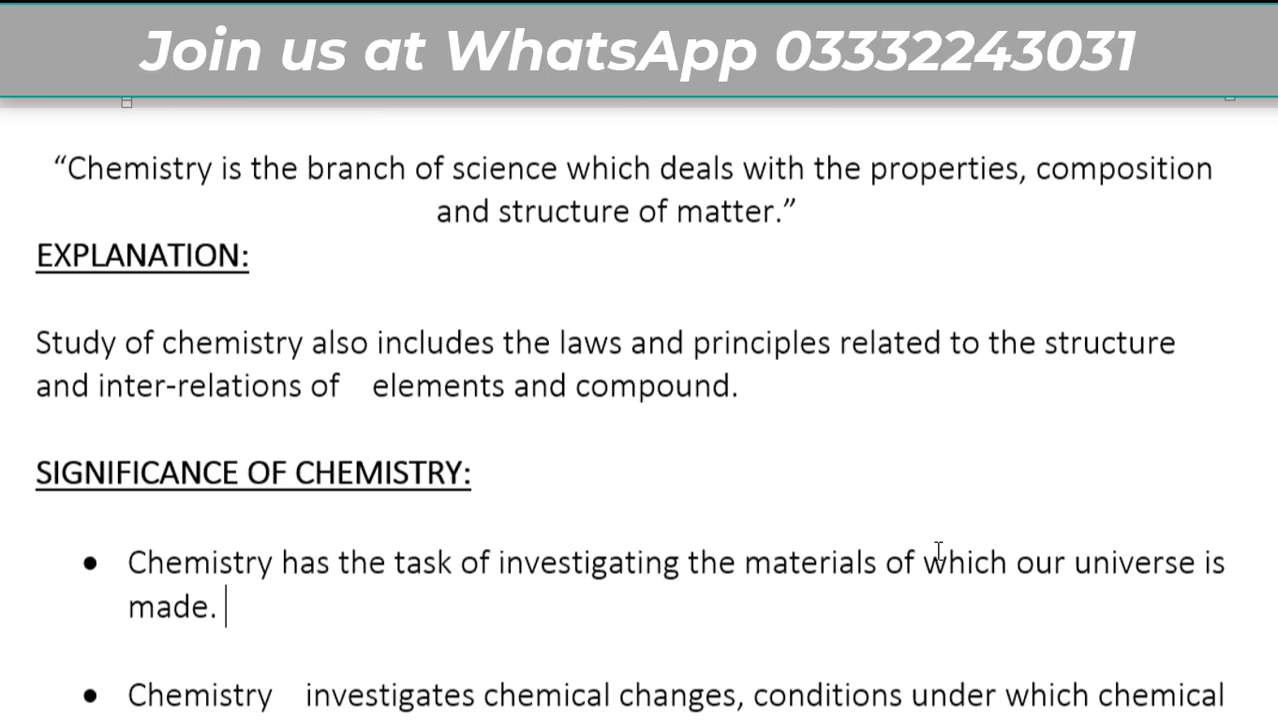 Join us at WhatsApp 03332243031
“Chemistry is the branch of science which deals with the properties, composition
and structure of matter.”
EXPLANATION:
Study of chemistry also includes the laws and principles related to the structure
and inter-relations of elements and compound.
SIGNIFICANCE OF CHEMISTRY:
• Chemistry has the task of investigating the materials of which our universe is
made.
• Chemistry investigates chemical changes, conditions under which chemical